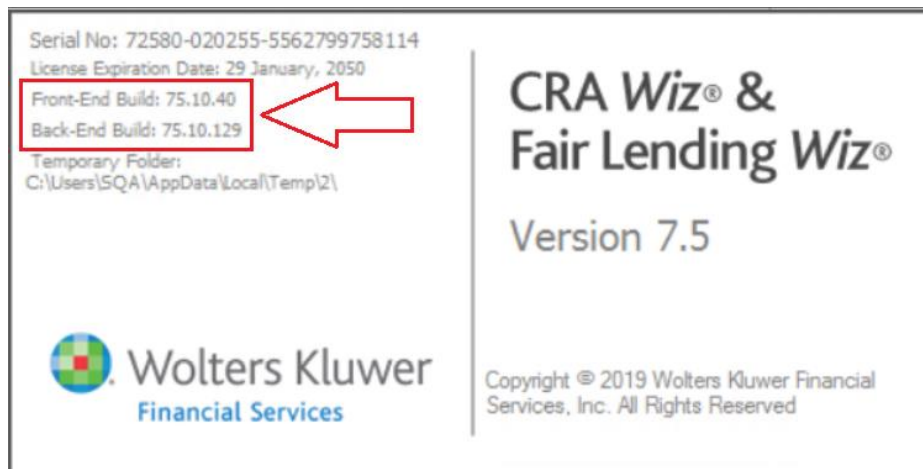 Serial No: 72580-020255-5562799758114
License Expiration Date: 29 January, 2050
Front-End Build: 75.10.40
Back-End Build: 75.10.129
Temporary Folder:
C:\Users\SQA\AppData\Local\Temp\2\
CRA Wiz® &
Fair Lending Wiz®
Version 7.5
Wolters Kluwer
Financial Services
Copyright © 2019 Wolters Kluwer Financial
Services, Inc. All Rights Reserved